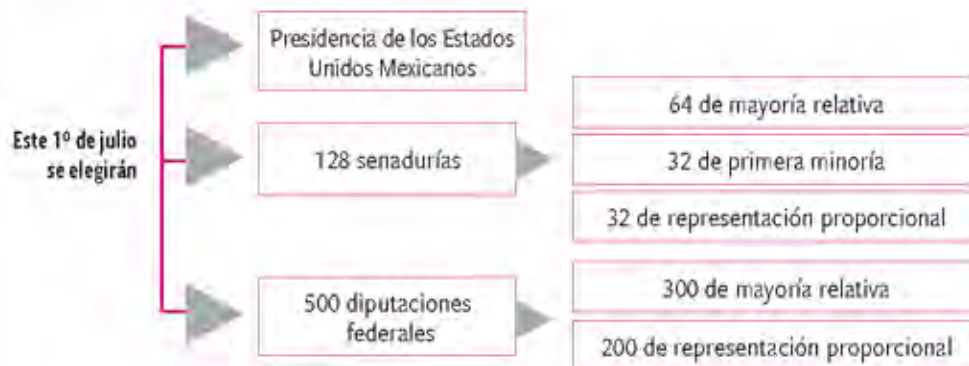 Este 1º de julio
se elegirán
Presidencia de los Estados
Unidos Mexicanos
128 senadurías
64 de mayoría relativa
32 de primera minoría
32 de representación proporcional
500 diputaciones
federales
300 de mayoría relativa
200 de representación proporcional